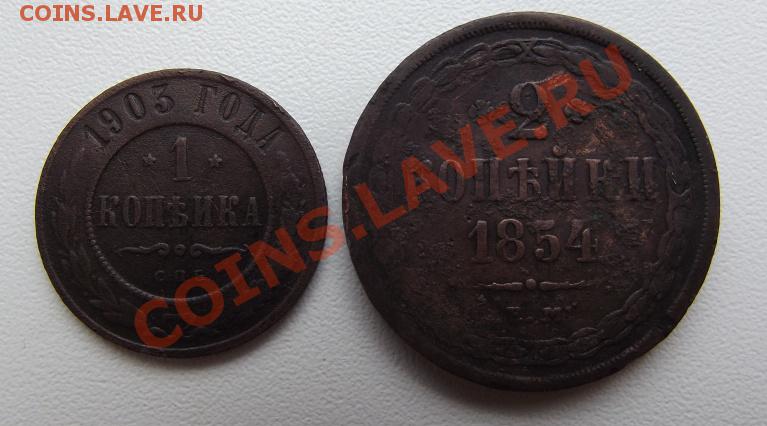 COINS.LAVE.RU
1903 ГОДА
* 1 *
КОПѢЙКА
С.П.Б.
2
КОПѢЙКИ
1854
Е.М.
COINS.LAVE.RU